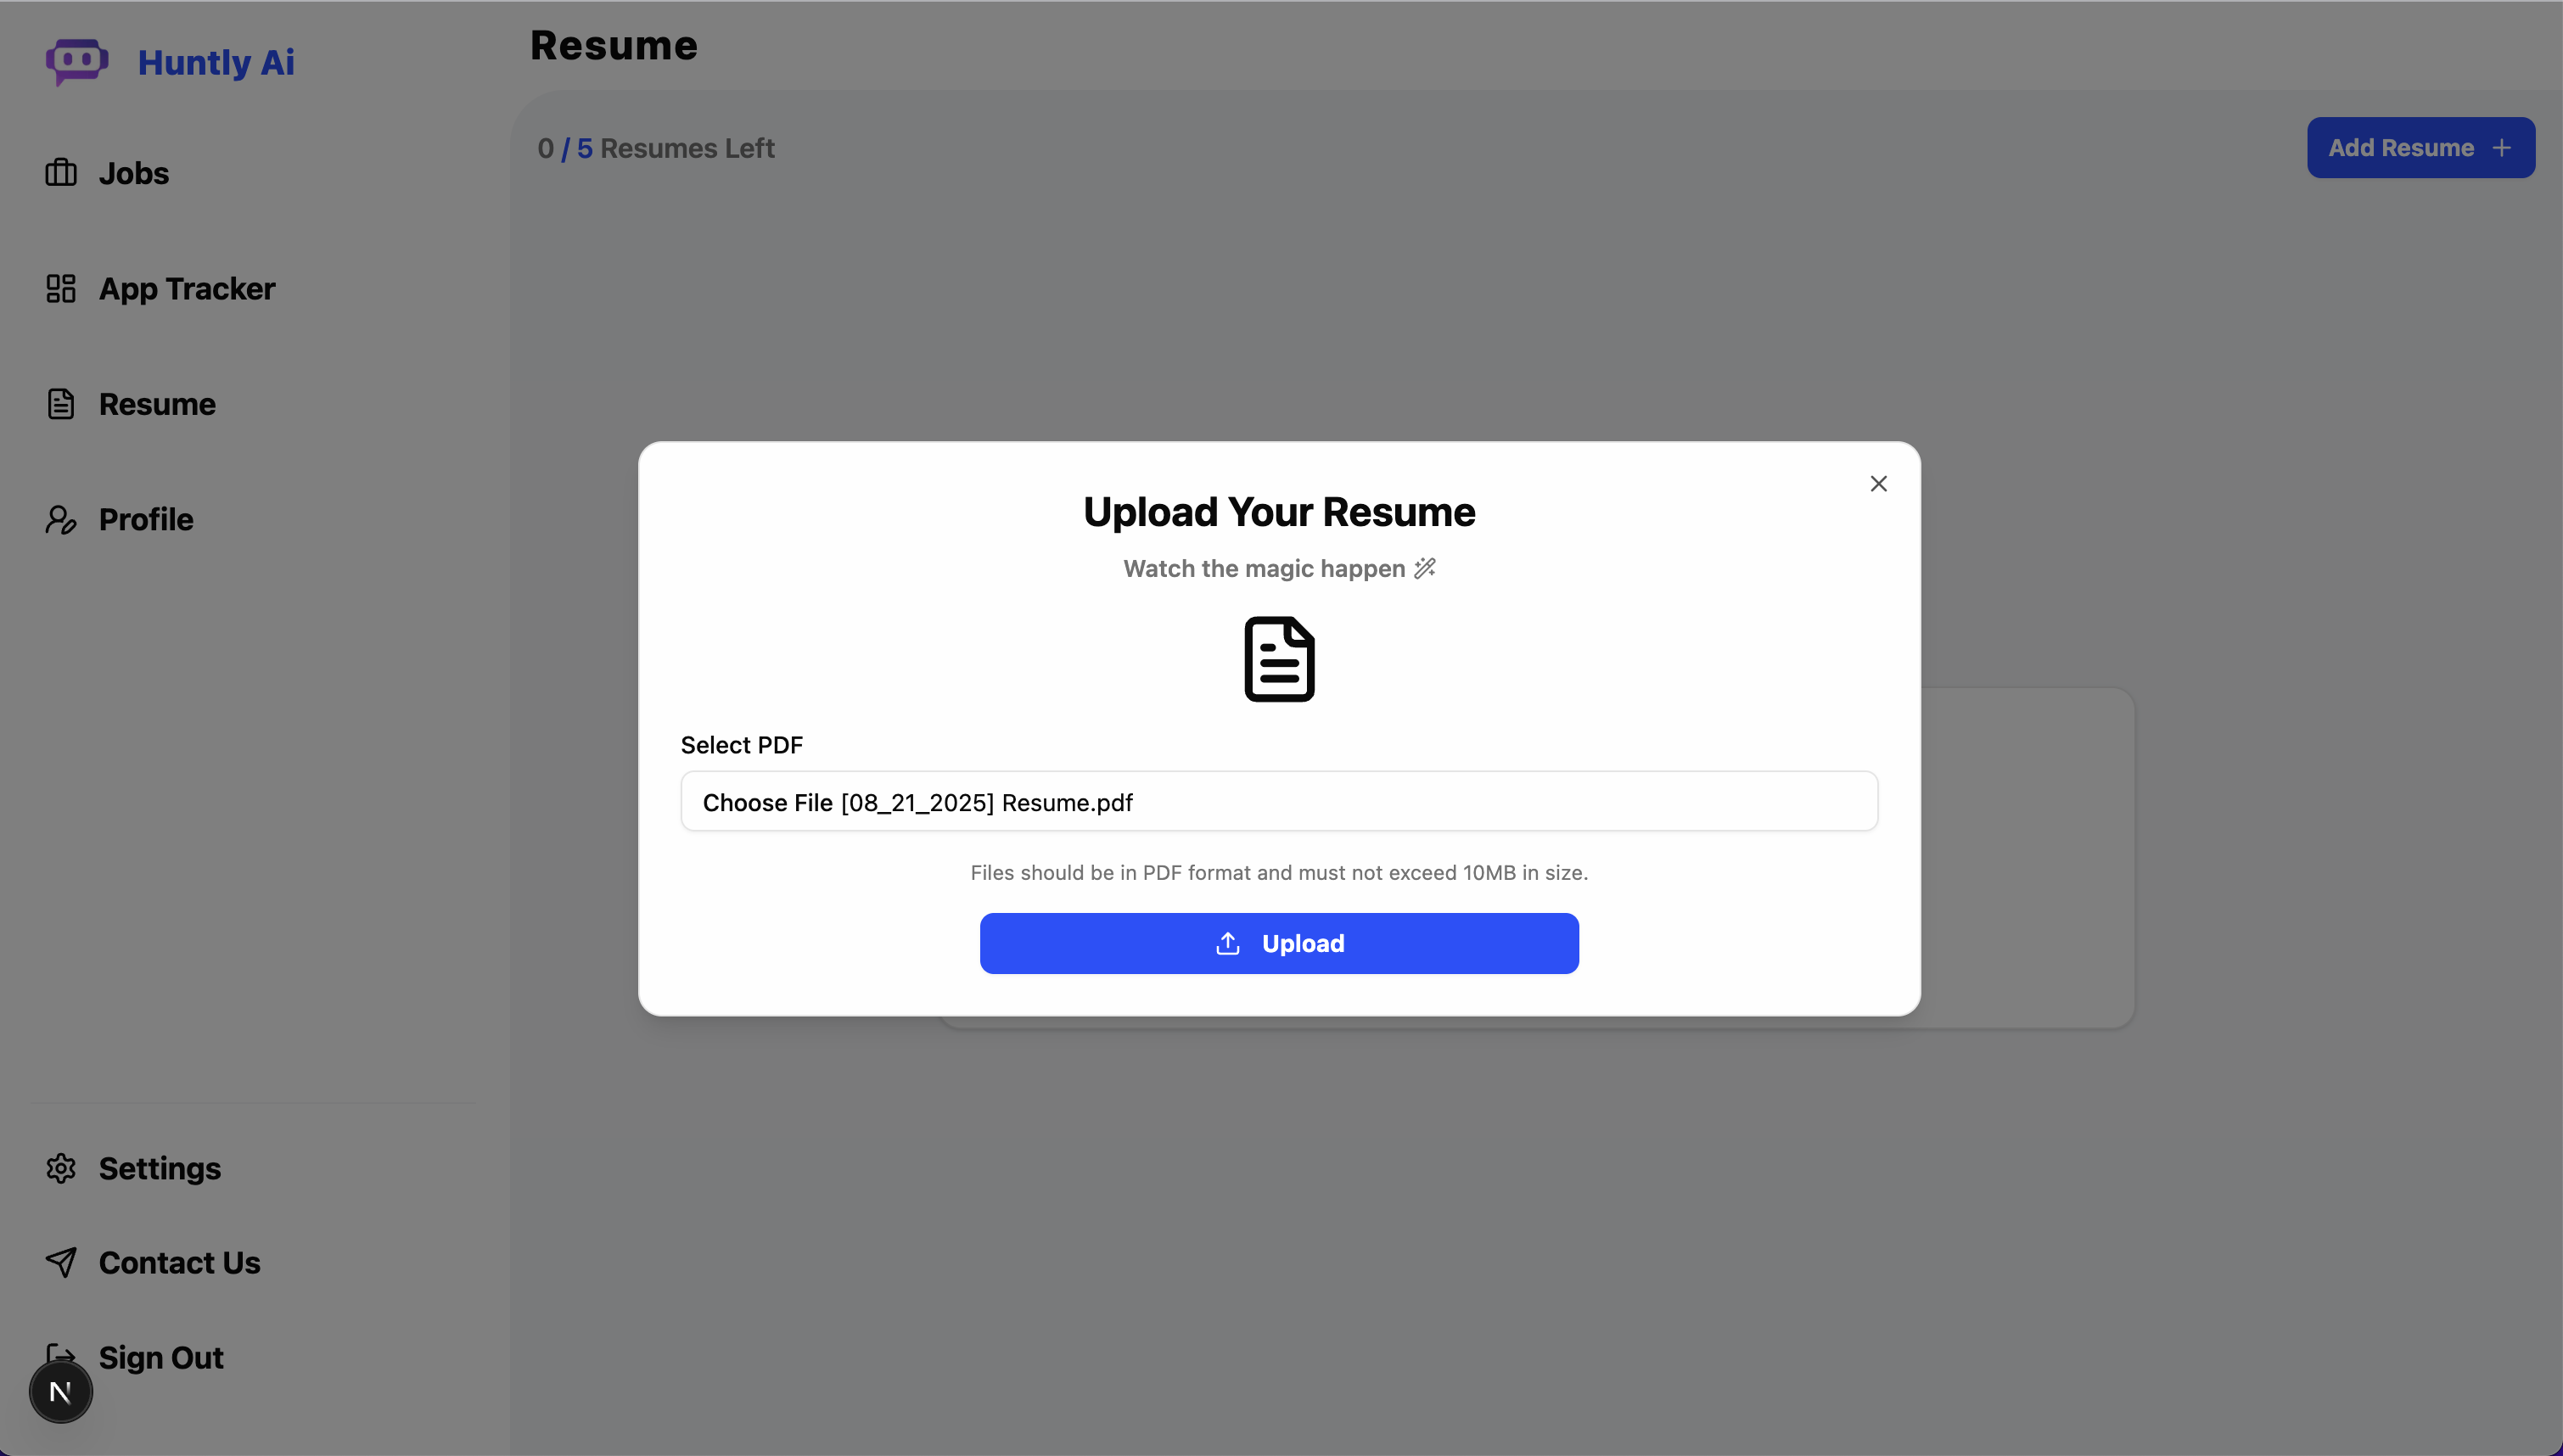 Huntly Ai
Jobs
App Tracker
Resume
Profile
Settings
Contact Us
Sign Out
N
Resume
0 / 5 Resumes Left
Add Resume
Upload Your Resume
Watch the magic happen
Select PDF
Choose File [08_21_2025] Resume.pdf
Files should be in PDF format and must not exceed 10MB in size.
Upload